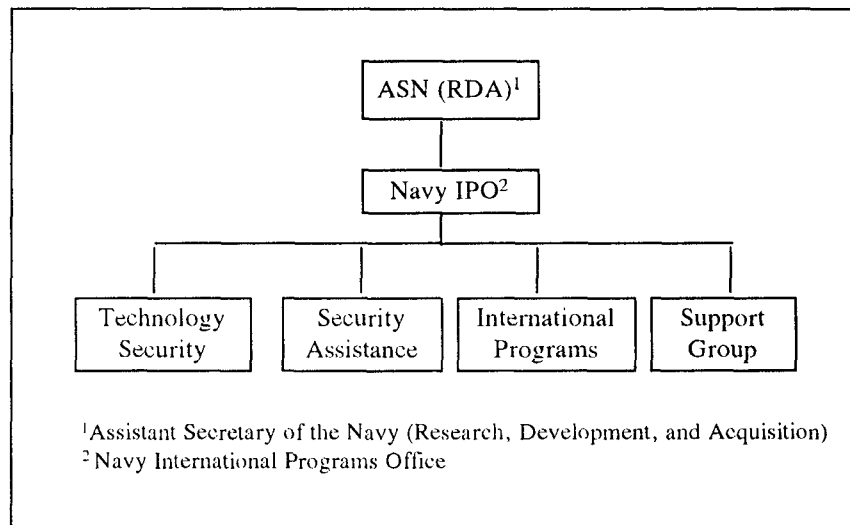 ASN (RDA)¹
Navy IPO²
Technology
Security
Security
Assistance
International
Programs
Support
Group
¹Assistant Secretary of the Navy (Research, Development, and Acquisition)
² Navy International Programs Office